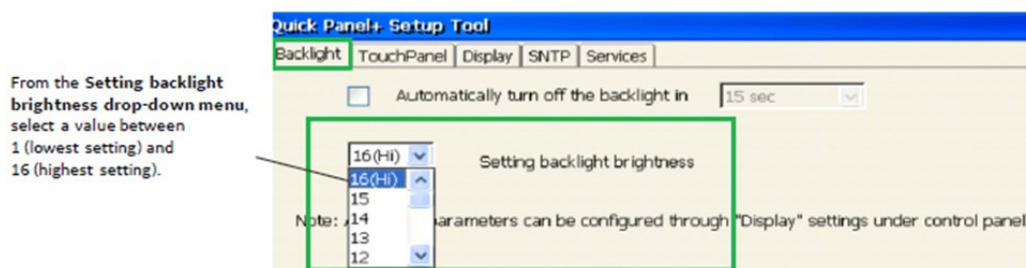 Quick Panel+ Setup Tool
Backlight TouchPanel Display SNTP Services
From the Setting backlight
brightness drop-down menu,
select a value between
1 (lowest setting) and
16 (highest setting).
Automatically turn off the backlight in 15 sec
16(Hi) Setting backlight brightness
16(Hi)
15
Note: arameters can be configured through "Display" settings under control panel
14
13
12